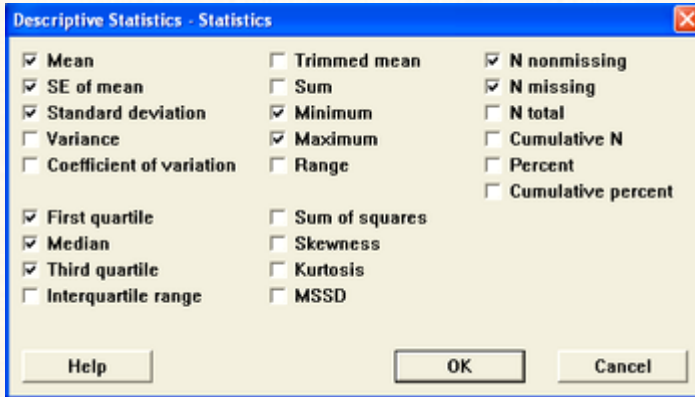 Descriptive Statistics - Statistics
Mean
SE of mean
Standard deviation
Variance
Coefficient of variation
First quartile
Median
Third quartile
Interquartile range
Trimmed mean
Sum
Minimum
Maximum
Range
Sum of squares
Skewness
Kurtosis
MSSD
N nonmissing
N missing
N total
Cumulative N
Percent
Cumulative percent
Help
OK
Cancel